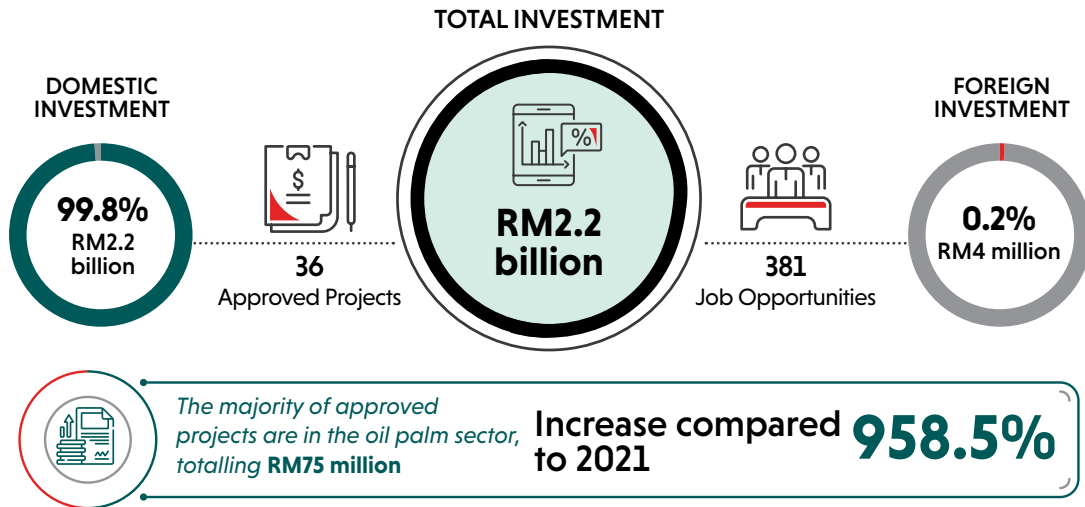 TOTAL INVESTMENT
DOMESTIC
INVESTMENT
99.8%
RM2.2
billion
$
36
Approved Projects
%
RM2.2
billion
381
Job Opportunities
FOREIGN
INVESTMENT
0.2%
RM4 million
The majority of approved
projects are in the oil palm sector,
totalling RM75 million
Increase compared
to 2021
958.5%